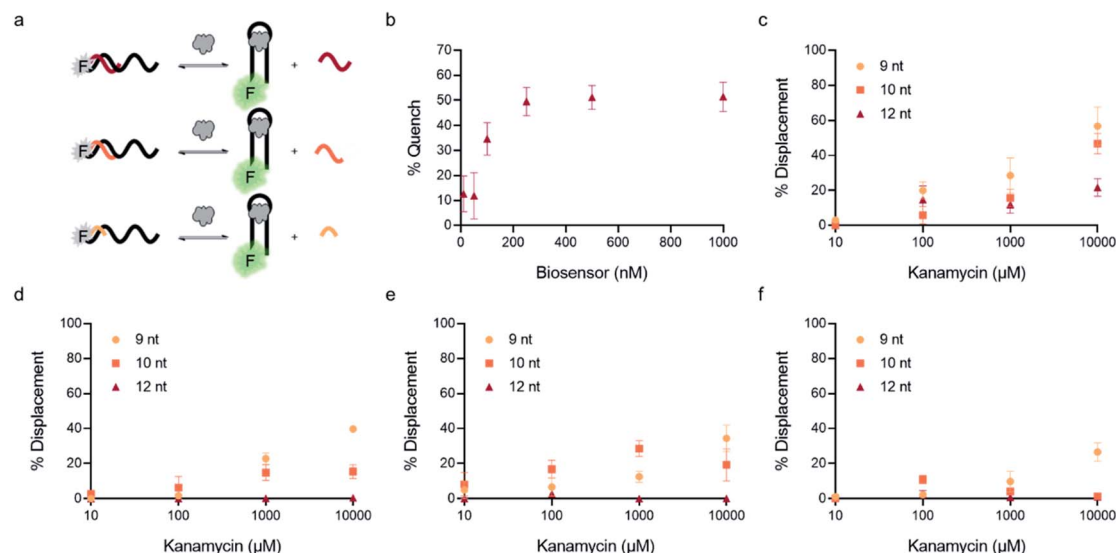 a
F
F
+
F
F
+
F
F
+
b
% Quench
70
60
50
40
30
20
10
0
0 200 400 600 800 1000
Biosensor (nM)
c
% Displacement
100
80
60
40
20
0
9 nt
10 nt
12 nt
10 100 1000 10000
Kanamycin (µM)
d
% Displacement
100
80
60
40
20
0
9 nt
10 nt
12 nt
10 100 1000 10000
Kanamycin (µM)
e
% Displacement
100
80
60
40
20
0
9 nt
10 nt
12 nt
10 100 1000 10000
Kanamycin (µM)
f
% Displacement
100
80
60
40
20
0
9 nt
10 nt
12 nt
10 100 1000 10000
Kanamycin (µM)